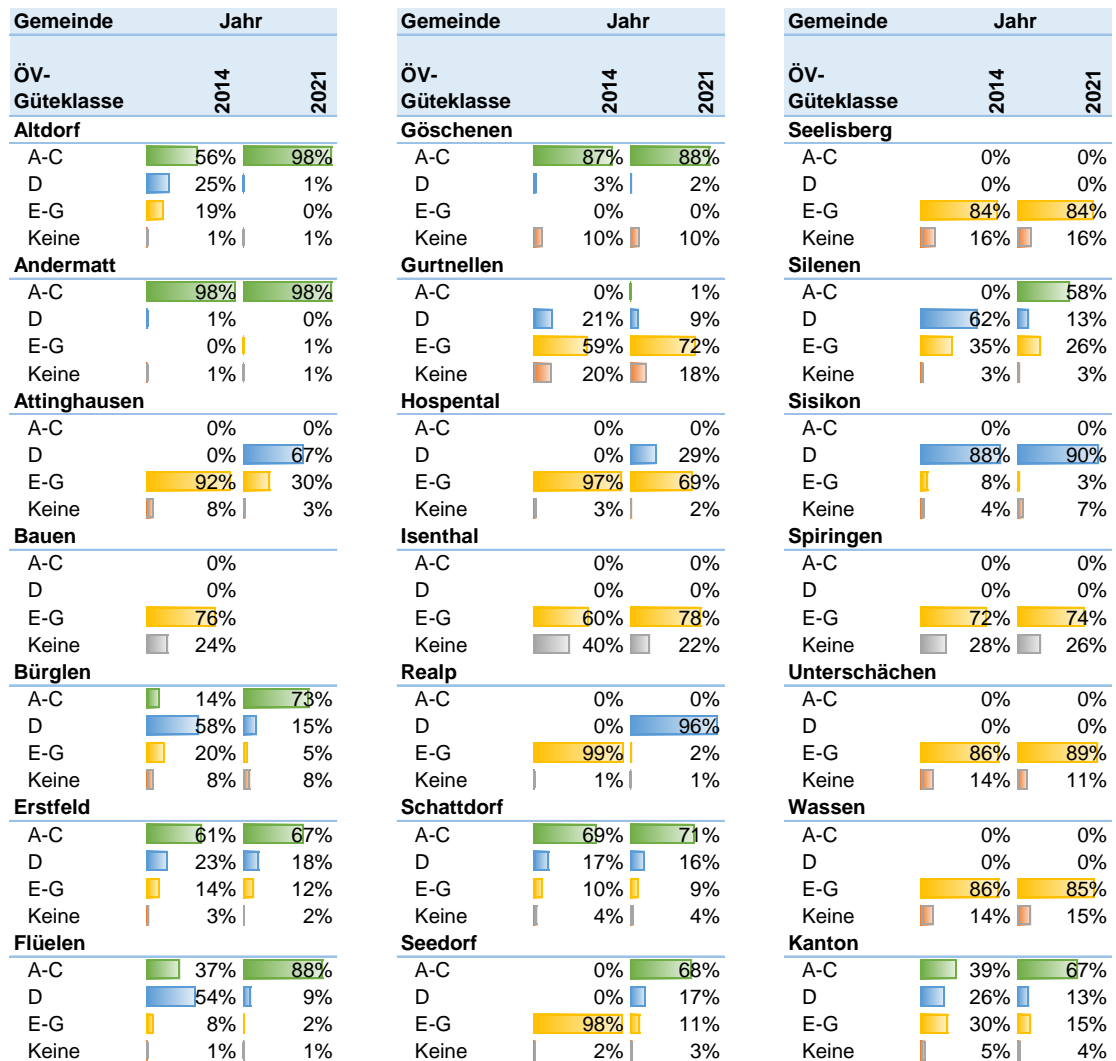 Gemeinde Jahr
ÖV-
Güteklasse 2014 2021
Altdorf
A-C 56% 98%
D 25% 1%
E-G 19% 0%
Keine 1% 1%
Andermatt
A-C 98% 98%
D 1% 0%
E-G 0% 1%
Keine 1% 1%
Attinghausen
A-C 0% 0%
D 0% 67%
E-G 92% 30%
Keine 8% 3%
Bauen
A-C 0%
D 0%
E-G 76%
Keine 24%
Bürglen
A-C 14% 73%
D 58% 15%
E-G 20% 5%
Keine 8% 8%
Erstfeld
A-C 61% 67%
D 23% 18%
E-G 14% 12%
Keine 3% 2%
Flüelen
A-C 37% 88%
D 54% 9%
E-G 8% 2%
Keine 1% 1%
Gemeinde Jahr
ÖV-
Güteklasse 2014 2021
Göschenen
A-C 87% 88%
D 3% 2%
E-G 0% 0%
Keine 10% 10%
Gurtnellen
A-C 0% 1%
D 21% 9%
E-G 59% 72%
Keine 20% 18%
Hospental
A-C 0% 0%
D 0% 29%
E-G 97% 69%
Keine 3% 2%
Isenthal
A-C 0% 0%
D 0% 0%
E-G 60% 78%
Keine 40% 22%
Realp
A-C 0% 0%
D 0% 96%
E-G 99% 2%
Keine 1% 1%
Schattdorf
A-C 69% 71%
D 17% 16%
E-G 10% 9%
Keine 4% 4%
Seedorf
A-C 0% 68%
D 0% 17%
E-G 98% 11%
Keine 2% 3%
Gemeinde Jahr
ÖV-
Güteklasse 2014 2021
Seelisberg
A-C 0% 0%
D 0% 0%
E-G 84% 84%
Keine 16% 16%
Silenen
A-C 0% 58%
D 62% 13%
E-G 35% 26%
Keine 3% 3%
Sisikon
A-C 0% 0%
D 88% 90%
E-G 8% 3%
Keine 4% 7%
Spiringen
A-C 0% 0%
D 0% 0%
E-G 72% 74%
Keine 28% 26%
Unterschächen
A-C 0% 0%
D 0% 0%
E-G 86% 89%
Keine 14% 11%
Wassen
A-C 0% 0%
D 0% 0%
E-G 86% 85%
Keine 14% 15%
Kanton
A-C 39% 67%
D 26% 13%
E-G 30% 15%
Keine 5% 4%